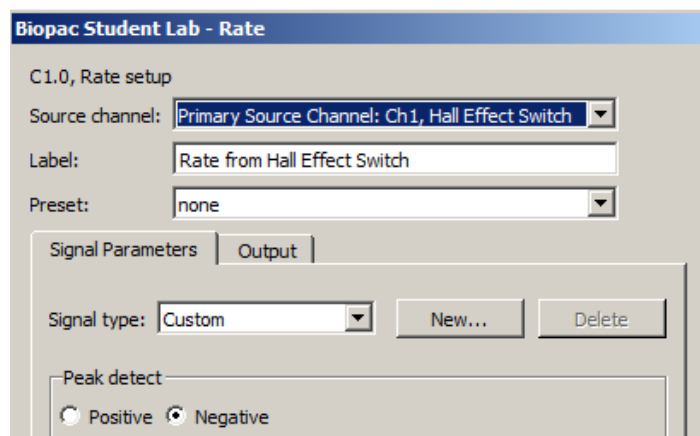 Biopac Student Lab - Rate
C1.0, Rate setup
Source channel: Primary Source Channel: Ch1, Hall Effect Switch
Label: Rate from Hall Effect Switch
Preset: none
Signal Parameters Output
Signal type: Custom New... Delete
Peak detect
Positive Negative